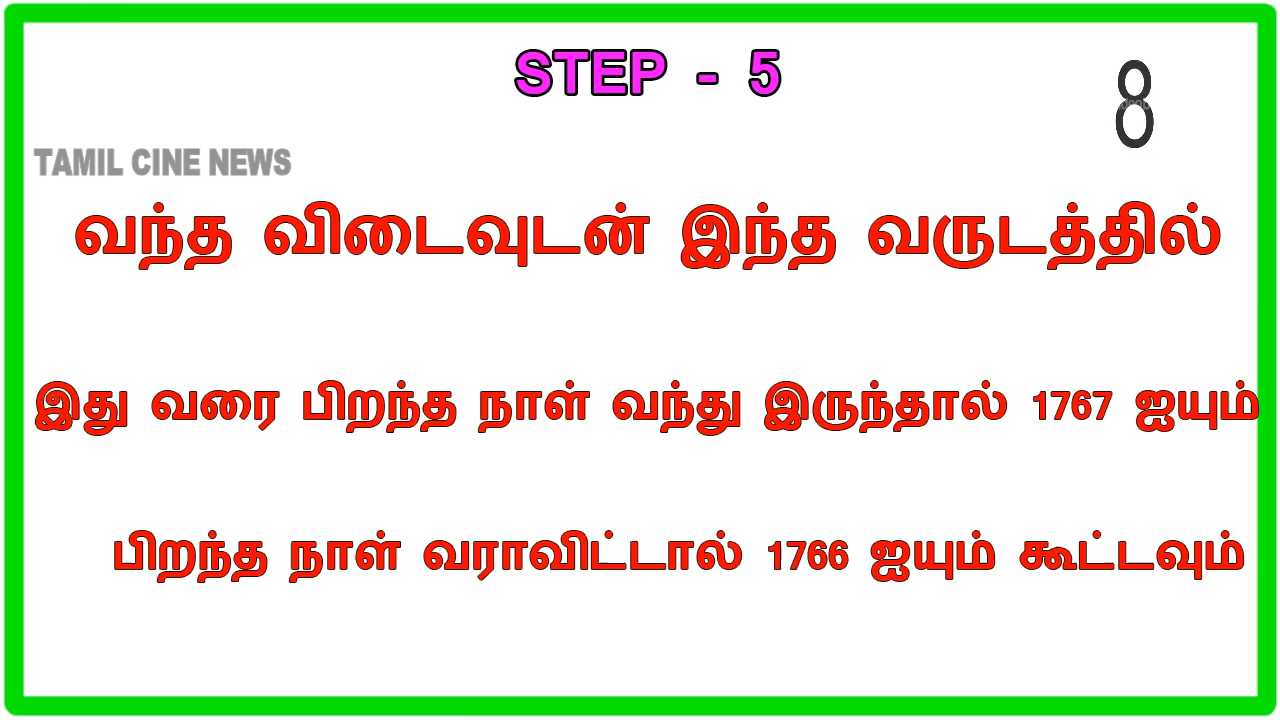 STEP - 5
8
TAMIL CINE NEWS
வந்த விடைவுடன் இந்த வருடத்தில்
இது வரை பிறந்த நாள் வந்து இருந்தால் 1767 ஐயும்
பிறந்த நாள் வராவிட்டால் 1766 ஐயும் கூட்டவும்